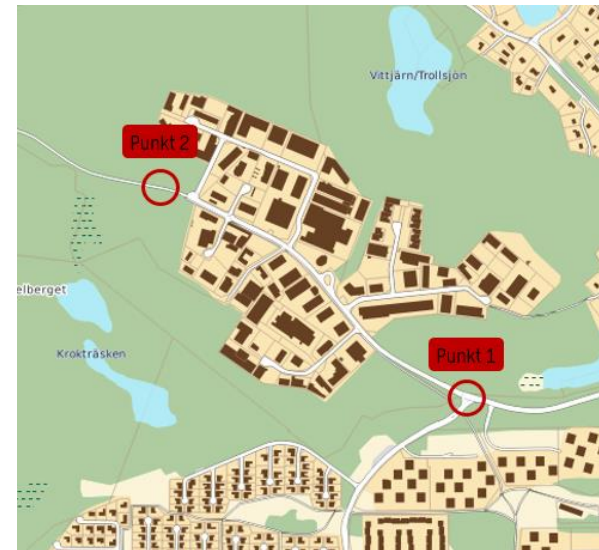 Vittjärn/Trollsjön
Punkt 2
elberget
Krokträsken
Punkt 1